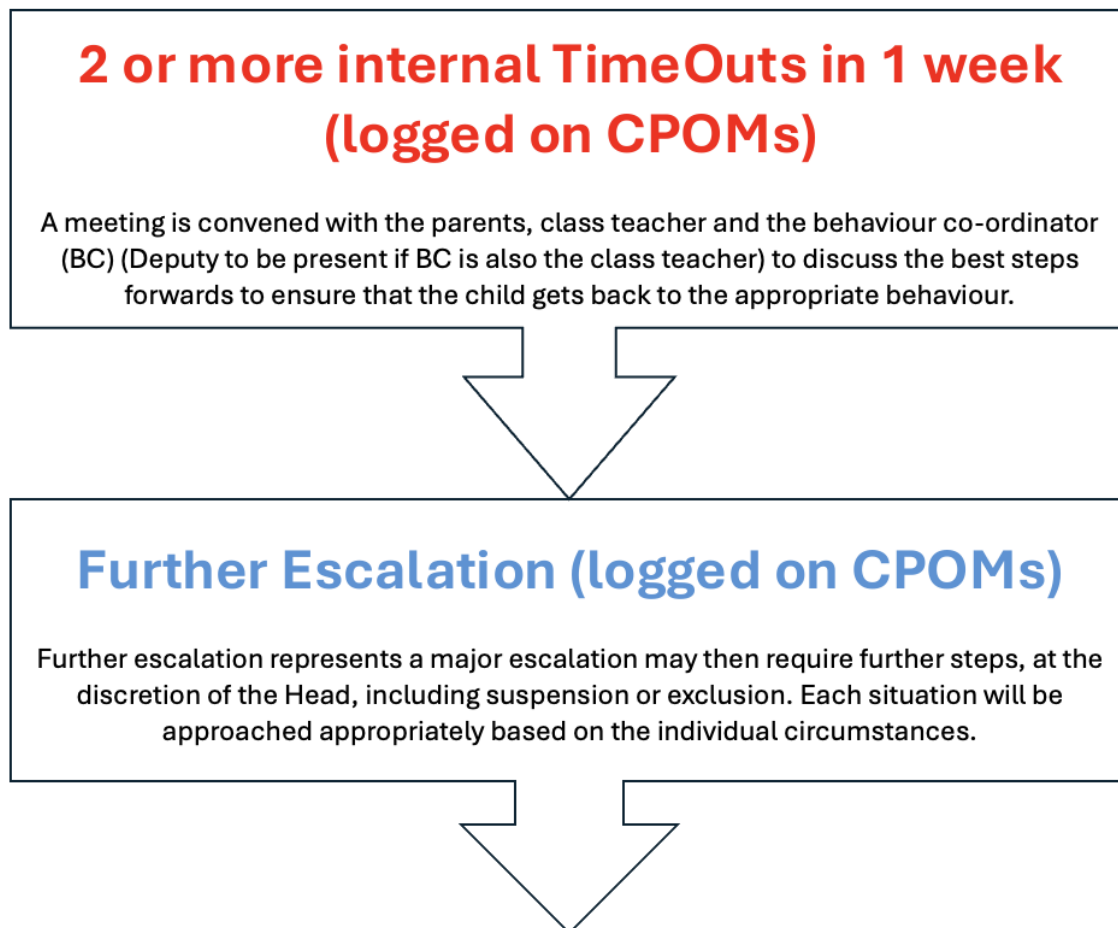 2 or more internal TimeOuts in 1 week
(logged on CPOMs)
A meeting is convened with the parents, class teacher and the behaviour co-ordinator
(BC) (Deputy to be present if BC is also the class teacher) to discuss the best steps
forwards to ensure that the child gets back to the appropriate behaviour.
Further Escalation (logged on CPOMs)
Further escalation represents a major escalation may then require further steps, at the
discretion of the Head, including suspension or exclusion. Each situation will be
approached appropriately based on the individual circumstances.